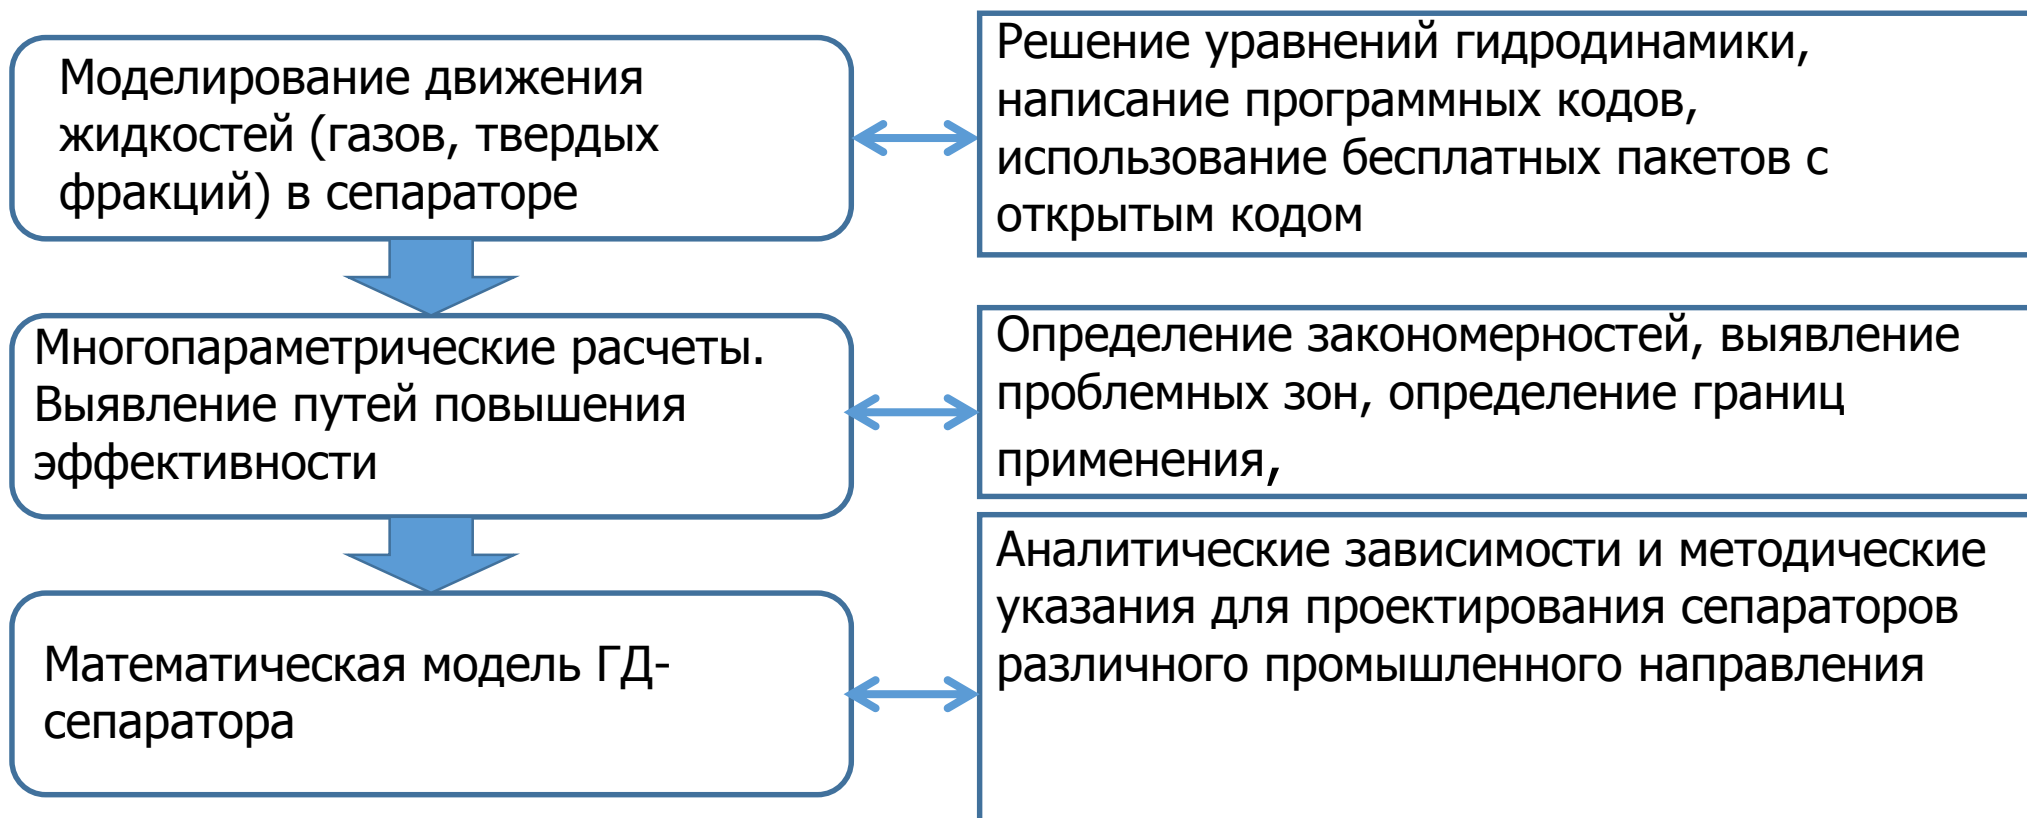 Моделирование движения
жидкостей (газов, твердых
фракций) в сепараторе
Решение уравнений гидродинамики,
написание программных кодов,
использование бесплатных пакетов с
открытым кодом
Многопараметрические расчеты.
Выявление путей повышения
эффективности
Определение закономерностей, выявление
проблемных зон, определение границ
применения,
Математическая модель ГД-
сепаратора
Аналитические зависимости и методические
указания для проектирования сепараторов
различного промышленного направления